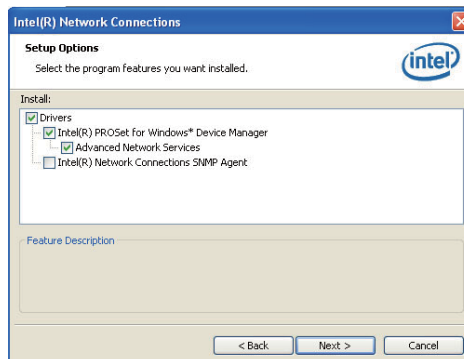 Intel(R) Network Connections
Setup Options
Select the program features you want installed.
intel
Install:
Drivers
Intel(R) PROSet for Windows* Device Manager
Advanced Network Services
Intel(R) Network Connections SNMP Agent
Feature Description
< Back
Next >
Cancel